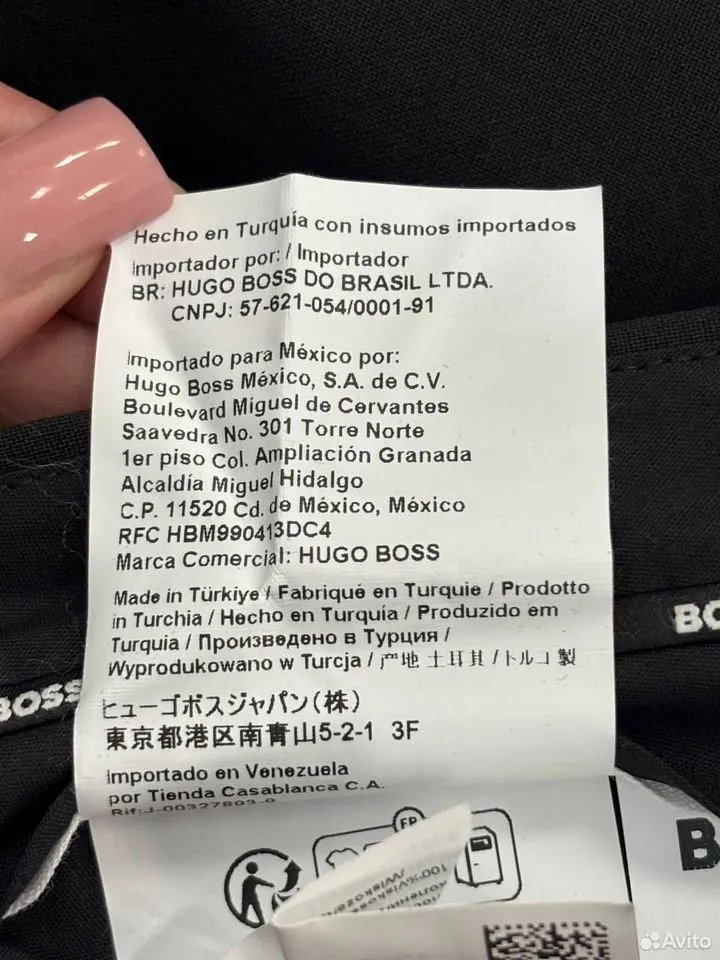 Hecho en Turquía con insumos importados
Importador por: / Importador
BR: HUGO BOSS DO BRASIL LTDA.
CNPJ: 57-621-054/0001-91
Importado para México por:
Hugo Boss México, S.A. de C.V.
Boulevard Miguel de Cervantes
Saavedra No. 301 Torre Norte
1er piso Col. Ampliación Granada
Alcaldía Miguel Hidalgo
C.P. 11520 Cd. de México, México
RFC HBM990413DC4
Marca Comercial: HUGO BOSS
Made in Türkiye / Fabriqué en Turquie / Prodotto
in Turchia / Hecho en Turquía / Produzido em
Turquia / Произведено в Турции /
Wyprodukowano w Turcja / 产地 土耳其 / トルコ製
BOSS
BO
ヒューゴボスジャパン(株)
東京都港区南青山5-2-1 3F
Importado en Venezuela
por Tienda Casablanca C.A.
Rif:J-00327803-9
FR
B
Avito